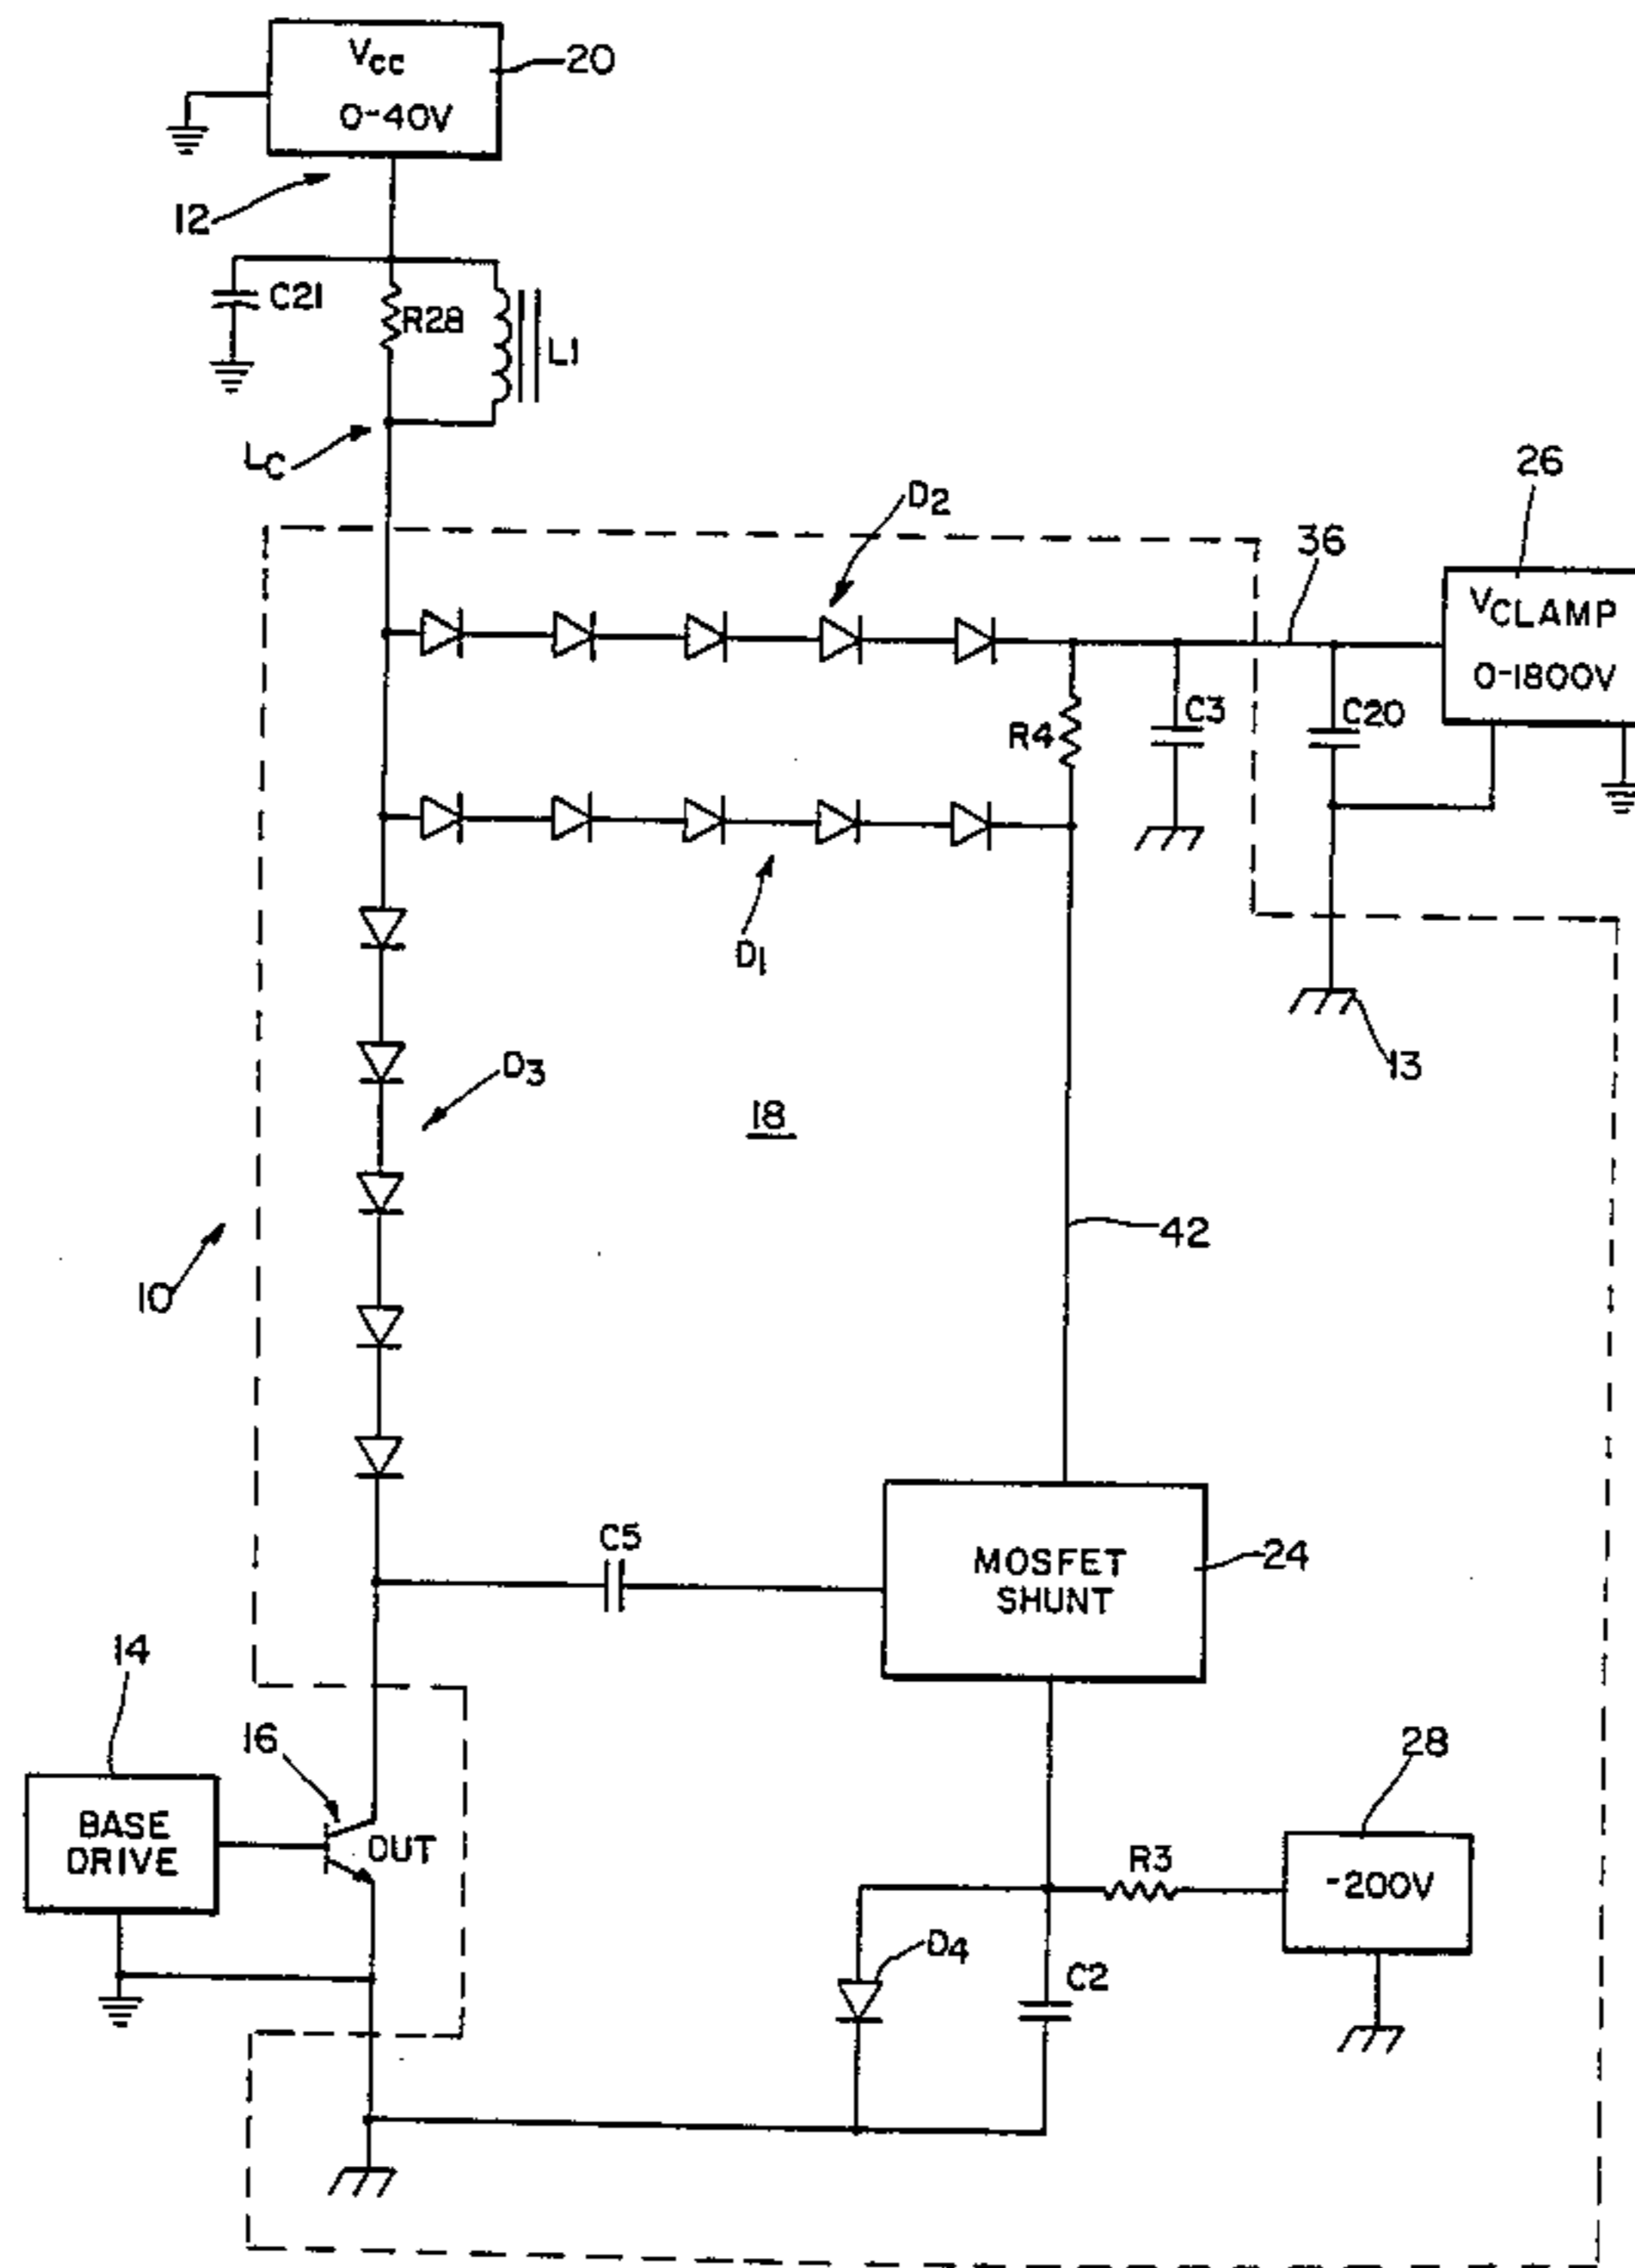 Vcc
0-40V
20
12
C21
R28
L1
LC
D2
36
26
VCLAMP
0-1800V
R4
C3
C20
D1
13
D3
18
42
10
C5
MOSFET
SHUNT
24
14
16
28
BASE
DRIVE
OUT
R3
-200V
D4
C2